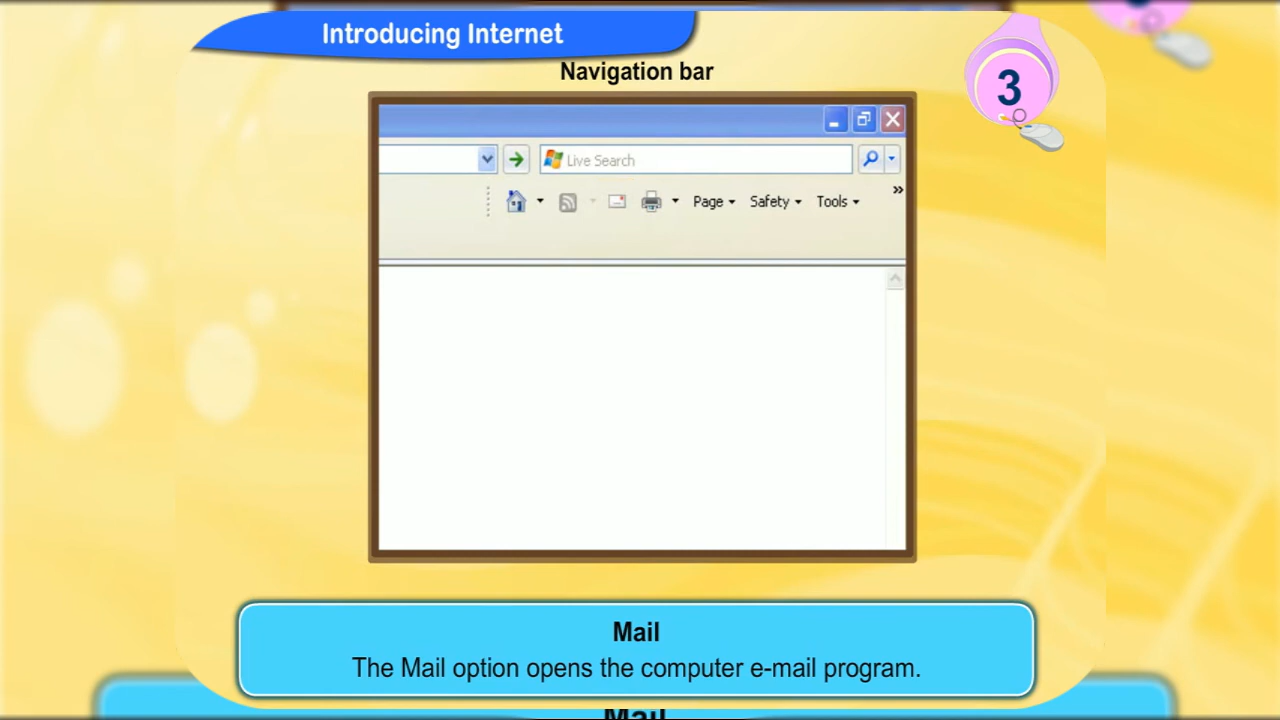 Introducing Internet
3
Navigation bar
Live Search
»
Page
Safety
Tools
Mail
The Mail option opens the computer e-mail program.
Mail